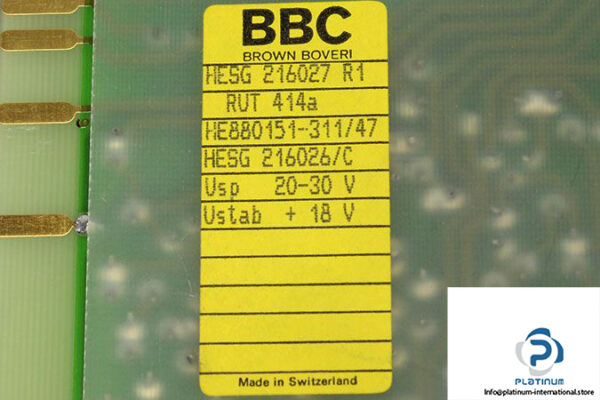 BBC
BROWN BOVERI
HESG 216027 R1
RUT 414a
HE880151-311/47
HESG 216026/C
Usp 20-30 V
Ustab + 18 V
Made in Switzerland
PLATINUM
Info@platinum-international.store